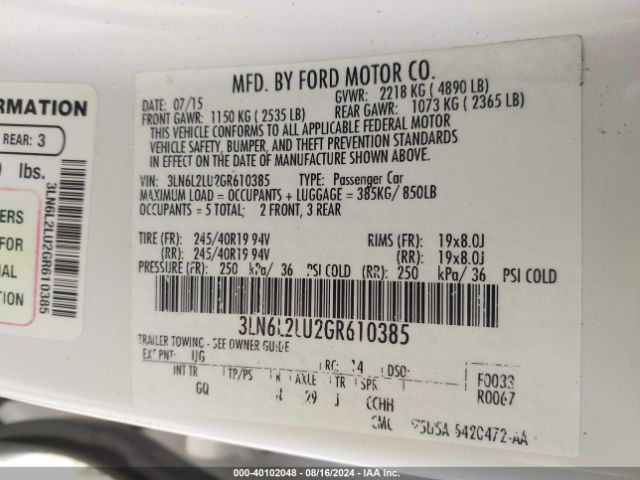 RMATION
REAR: 3
lbs.
ERS
FOR
IAL
TION
3LN6L2LU2GR610385
MFD. BY FORD MOTOR CO.
DATE: 07/15 GVWR: 2218 KG ( 4890 LB)
FRONT GAWR: 1150 KG ( 2535 LB) REAR GAWR: 1073 KG ( 2365 LB)
THIS VEHICLE CONFORMS TO ALL APPLICABLE FEDERAL MOTOR
VEHICLE SAFETY, BUMPER, AND THEFT PREVENTION STANDARDS
IN EFFECT ON THE DATE OF MANUFACTURE SHOWN ABOVE.
VIN: 3LN6L2LU2GR610385 TYPE: Passenger Car
MAXIMUM LOAD = OCCUPANTS + LUGGAGE = 385KG/ 850LB
OCCUPANTS = 5 TOTAL; 2 FRONT, 3 REAR
TIRE (FR): 245/40R19 94V RIMS (FR): 19x8.0J
(RR): 245/40R19 94V (RR): 19x8.0J
PRESSURE (FR): 250 kPa/ 36 PSI COLD (RR): 250 kPa/ 36 PSI COLD
3LN6L2LU2GR610385
TRAILER TOWING - SEE OWNER GUIDE
EXT PNT: UG RC: 14 DSO: F0033
INT TR TP/PS R AXLE TR SPR R0067
GQ J CCHH
000-40102048 - 08/16/2024 - IAA Inc.